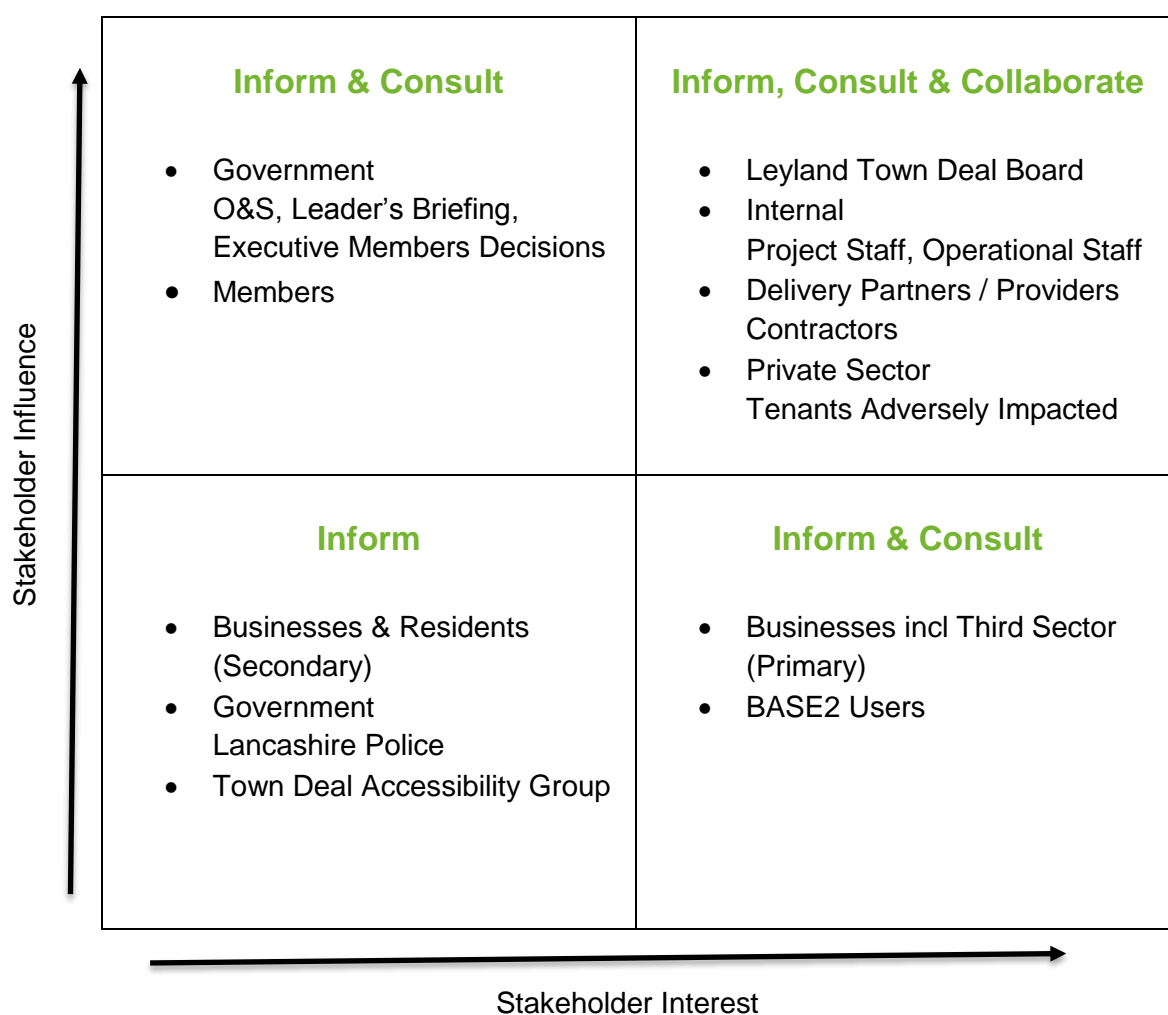 Inform & Consult
• Government
O&S, Leader’s Briefing,
Executive Members Decisions
• Members
Inform, Consult & Collaborate
• Leyland Town Deal Board
• Internal
Project Staff, Operational Staff
• Delivery Partners / Providers
Contractors
• Private Sector
Tenants Adversely Impacted
Stakeholder Influence
Inform
• Businesses & Residents
(Secondary)
• Government
Lancashire Police
• Town Deal Accessibility Group
Inform & Consult
• Businesses incl Third Sector
(Primary)
• BASE2 Users
Stakeholder Interest